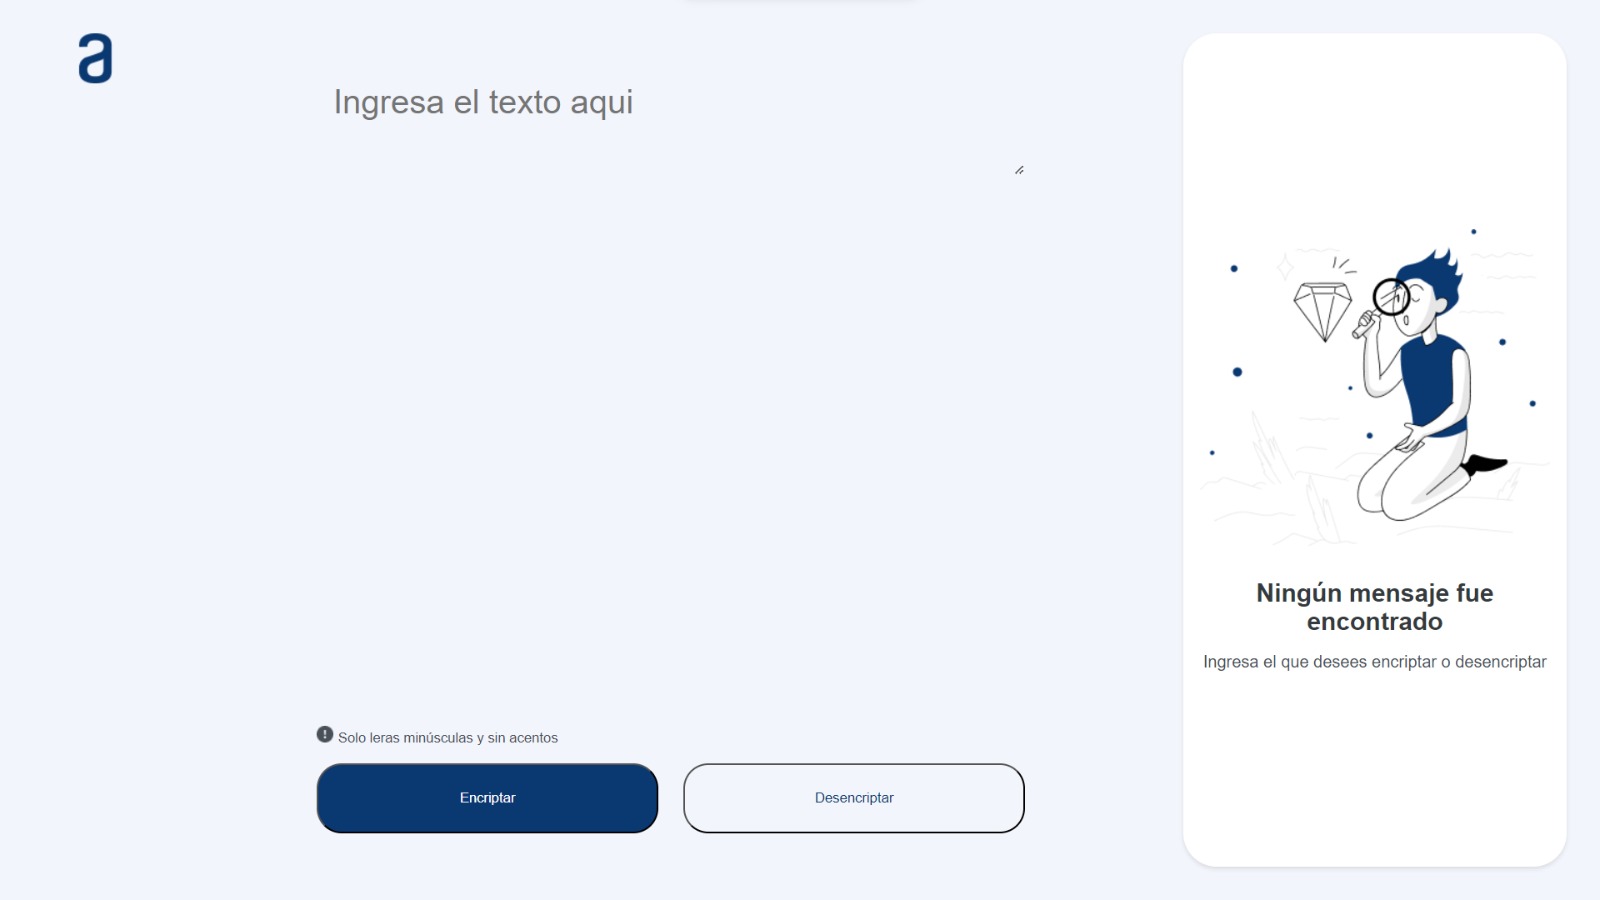 a
Ingresa el texto aqui
Ningún mensaje fue
encontrado
Ingresa el que desees encriptar o desencriptar
Solo leras minúsculas y sin acentos
Encriptar
Desencriptar